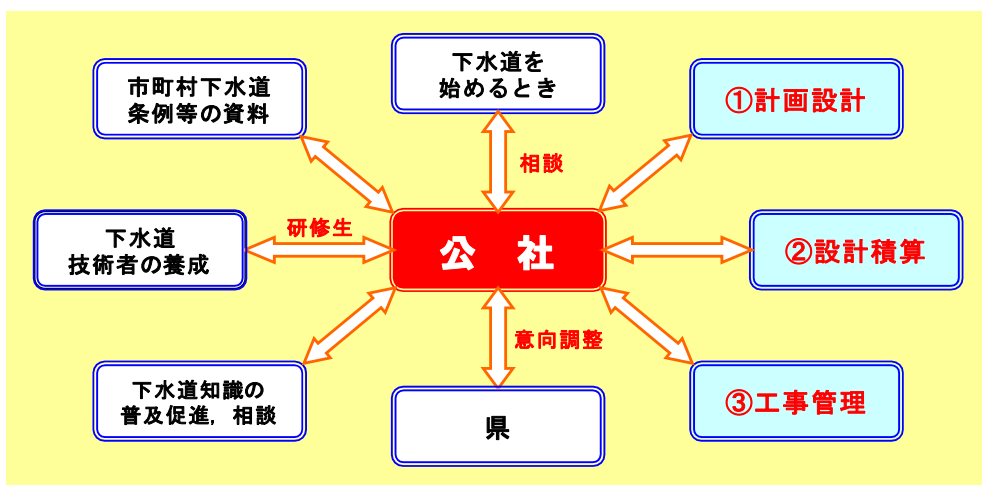 下水道を
始めるとき
市町村下水道
条例等の資料
①計画設計
相談
研修生
下水道
技術者の養成
公 社
②設計積算
意向調整
下水道知識の
普及促進，相談
県
③工事管理